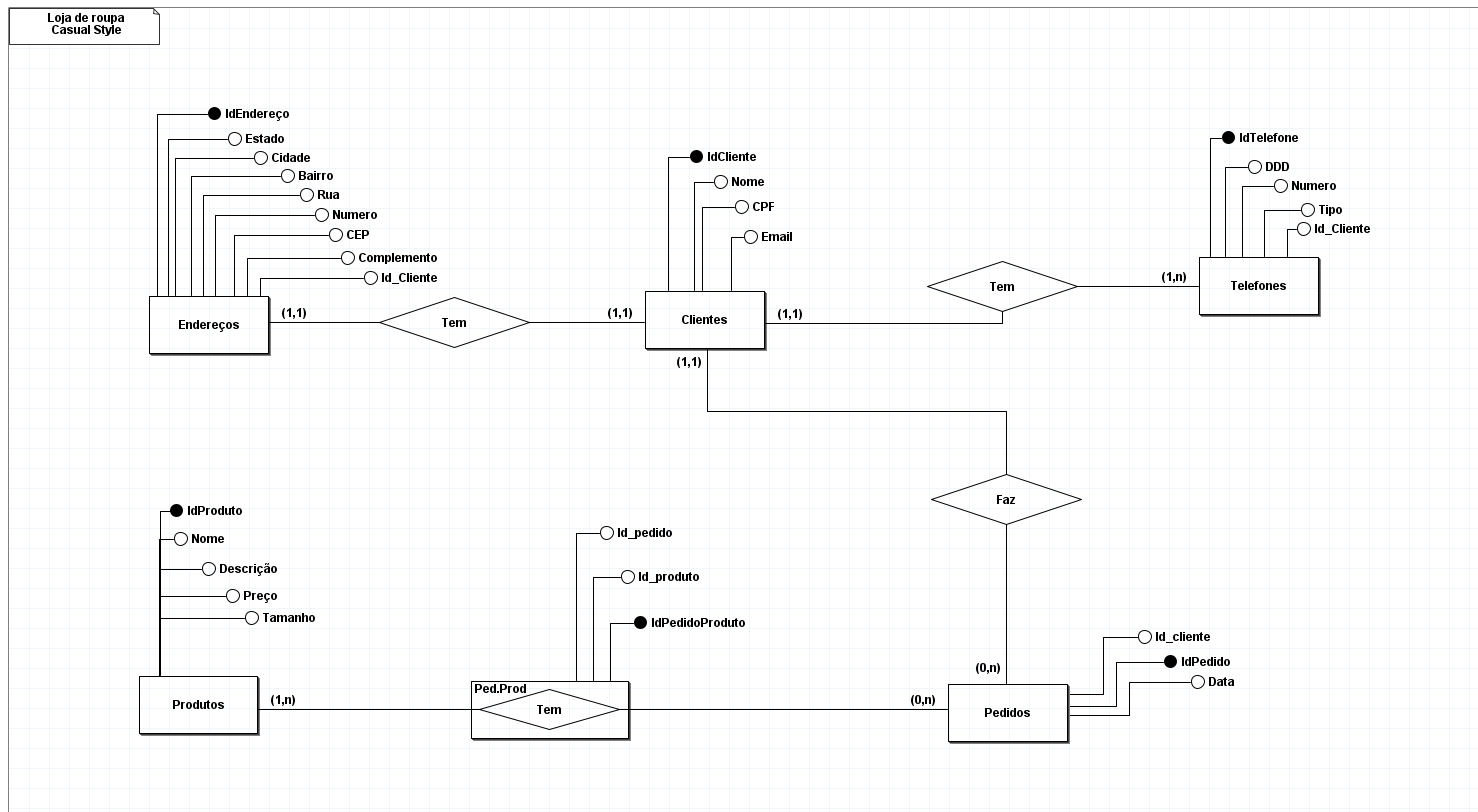 Loja de roupa
Casual Style
IdEndereço
Estado
Cidade
Bairro
Rua
Numero
CEP
Complemento
Id_Cliente
Endereços
(1,1)
Tem
(1,1)
IdCliente
Nome
CPF
Email
Clientes
(1,1)
(1,1)
Tem
(1,n)
IdTelefone
DDD
Numero
Tipo
Id_Cliente
Telefones
Faz
(0,n)
IdProduto
Nome
Descrição
Preço
Tamanho
Produtos
(1,n)
Id_pedido
Id_produto
IdPedidoProduto
Ped.Prod
Tem
(0,n)
Id_cliente
IdPedido
Data
Pedidos